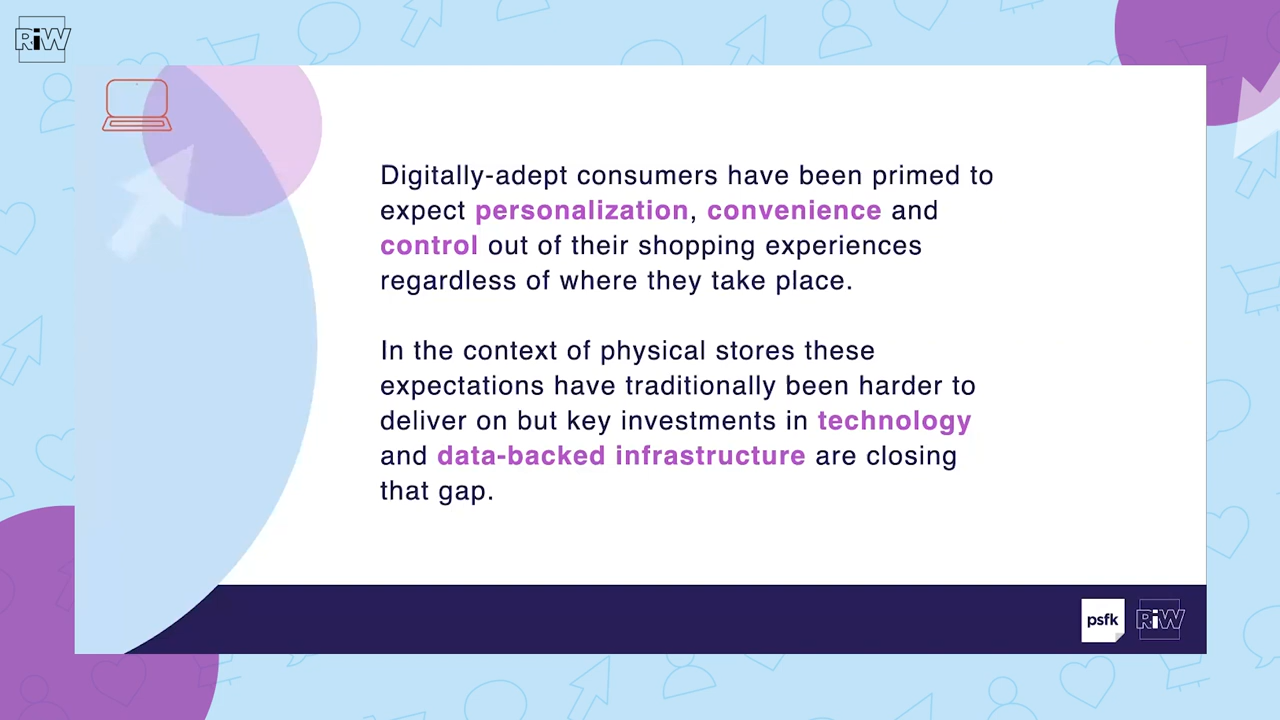 RiW
Digitally-adept consumers have been primed to
expect personalization, convenience and
control out of their shopping experiences
regardless of where they take place.
In the context of physical stores these
expectations have traditionally been harder to
deliver on but key investments in technology
and data-backed infrastructure are closing
that gap.
psfk
RiW